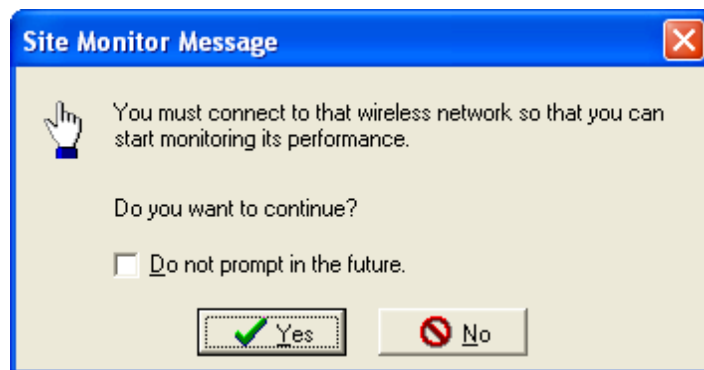 Site Monitor Message
You must connect to that wireless network so that you can
start monitoring its performance.
Do you want to continue?
Do not prompt in the future.
Yes
No